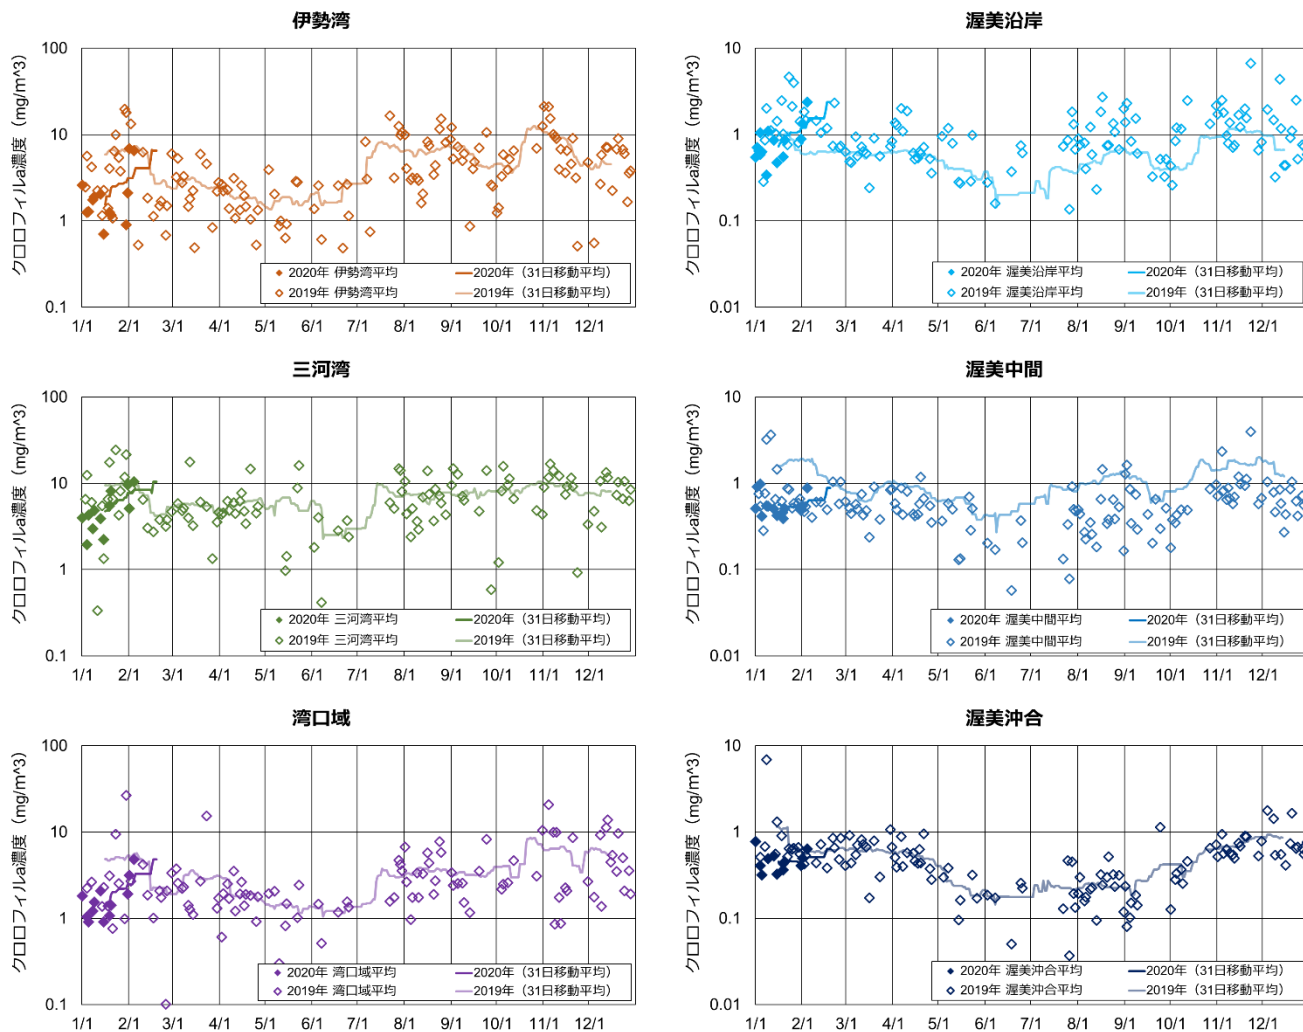 伊勢湾
クロロフィルa濃度（mg/m^3）
100
10
1
0.1
1/1 2/1 3/1 4/1 5/1 6/1 7/1 8/1 9/1 10/1 11/1 12/1
2020年 伊勢湾平均 2020年（31日移動平均）
2019年 伊勢湾平均 2019年（31日移動平均）
渥美沿岸
クロロフィルa濃度（mg/m^3）
10
1
0.1
0.01
1/1 2/1 3/1 4/1 5/1 6/1 7/1 8/1 9/1 10/1 11/1 12/1
2020年 渥美沿岸平均 2020年（31日移動平均）
2019年 渥美沿岸平均 2019年（31日移動平均）
三河湾
クロロフィルa濃度（mg/m^3）
100
10
1
0.1
1/1 2/1 3/1 4/1 5/1 6/1 7/1 8/1 9/1 10/1 11/1 12/1
2020年 三河湾平均 2020年（31日移動平均）
2019年 三河湾平均 2019年（31日移動平均）
渥美中間
クロロフィルa濃度（mg/m^3）
10
1
0.1
0.01
1/1 2/1 3/1 4/1 5/1 6/1 7/1 8/1 9/1 10/1 11/1 12/1
2020年 渥美中間平均 2020年（31日移動平均）
2019年 渥美中間平均 2019年（31日移動平均）
湾口域
クロロフィルa濃度（mg/m^3）
100
10
1
0.1
1/1 2/1 3/1 4/1 5/1 6/1 7/1 8/1 9/1 10/1 11/1 12/1
2020年 湾口域平均 2020年（31日移動平均）
2019年 湾口域平均 2019年（31日移動平均）
渥美沖合
クロロフィルa濃度（mg/m^3）
10
1
0.1
0.01
1/1 2/1 3/1 4/1 5/1 6/1 7/1 8/1 9/1 10/1 11/1 12/1
2020年 渥美沖合平均 2020年（31日移動平均）
2019年 渥美沖合平均 2019年（31日移動平均）